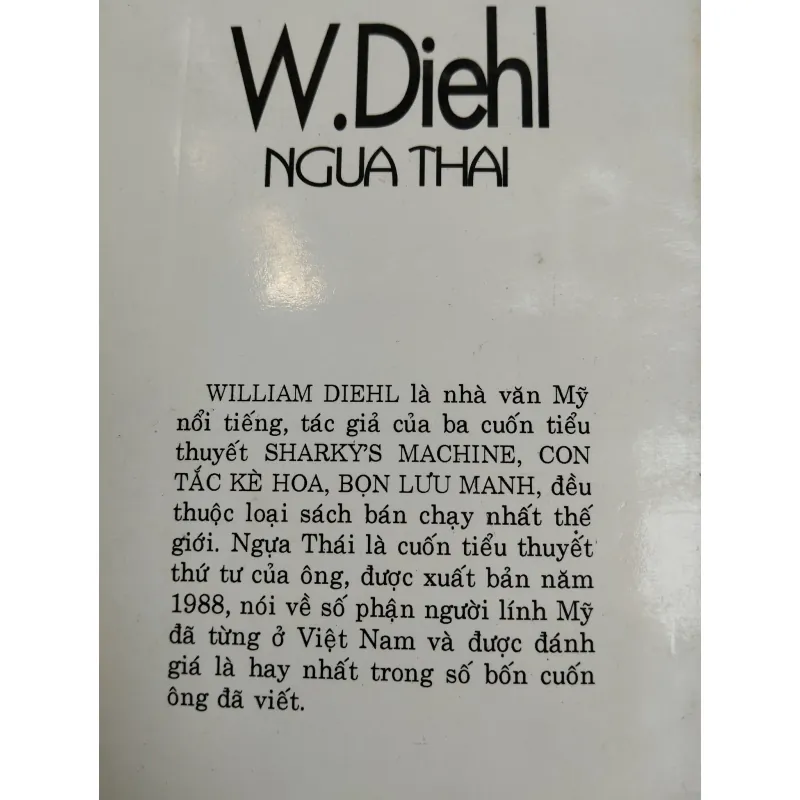 W.Diehl
NGUA THAI
WILLIAM DIEHL là nhà văn Mỹ
nổi tiếng, tác giả của ba cuốn tiểu
thuyết SHARKY'S MACHINE, CON
TẮC KÈ HOA, BỌN LƯU MANH, đều
thuộc loại sách bán chạy nhất thế
giới. Ngựa Thái là cuốn tiểu thuyết
thứ tư của ông, được xuất bản năm
1988, nói về số phận người lính Mỹ
đã từng ở Việt Nam và được đánh
giá là hay nhất trong số bốn cuốn
ông đã viết.